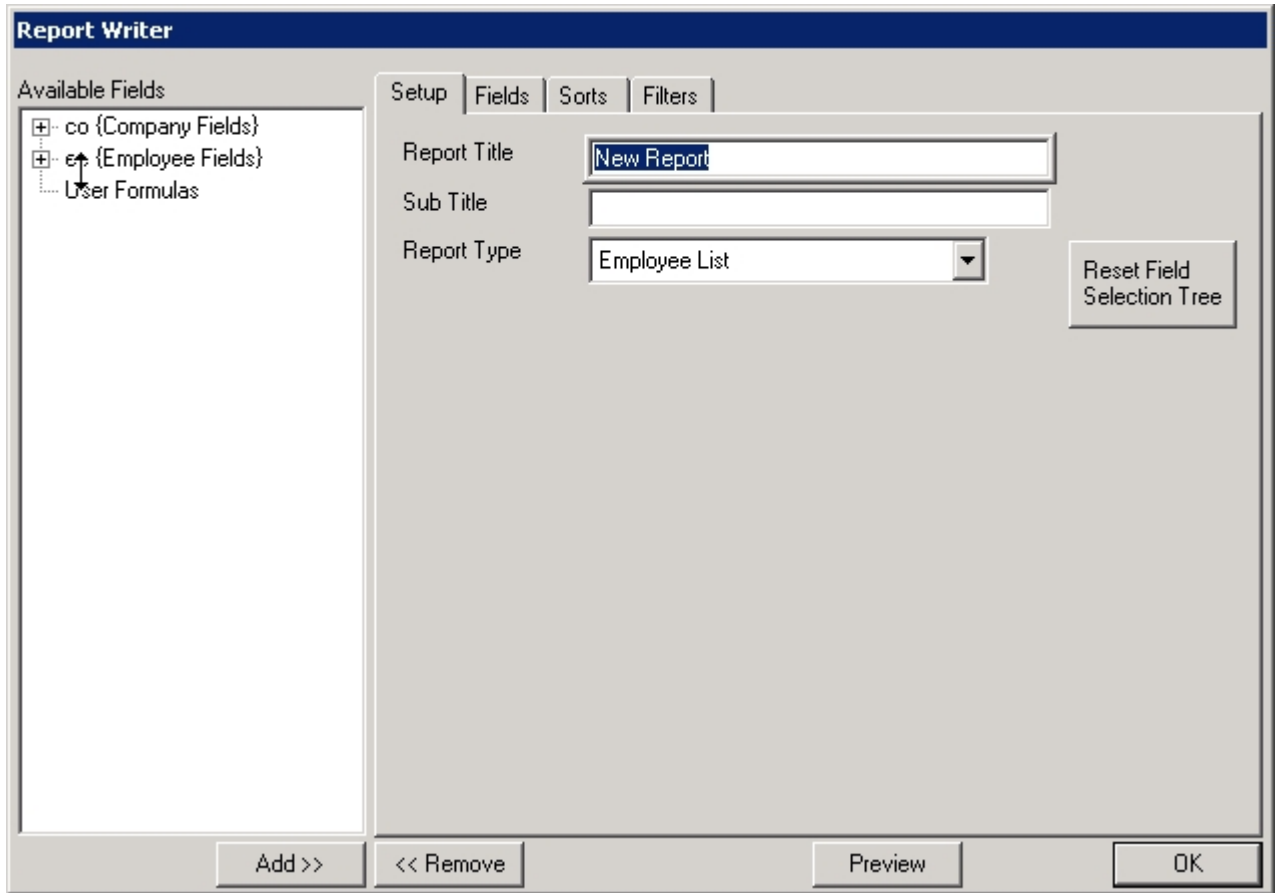 Report Writer
Available Fields
co {Company Fields}
{Employee Fields}
User Formulas
Setup Fields Sorts Filters
Report Title New Report
Sub Title
Report Type Employee List
Reset Field
Selection Tree
Add >> << Remove Preview OK